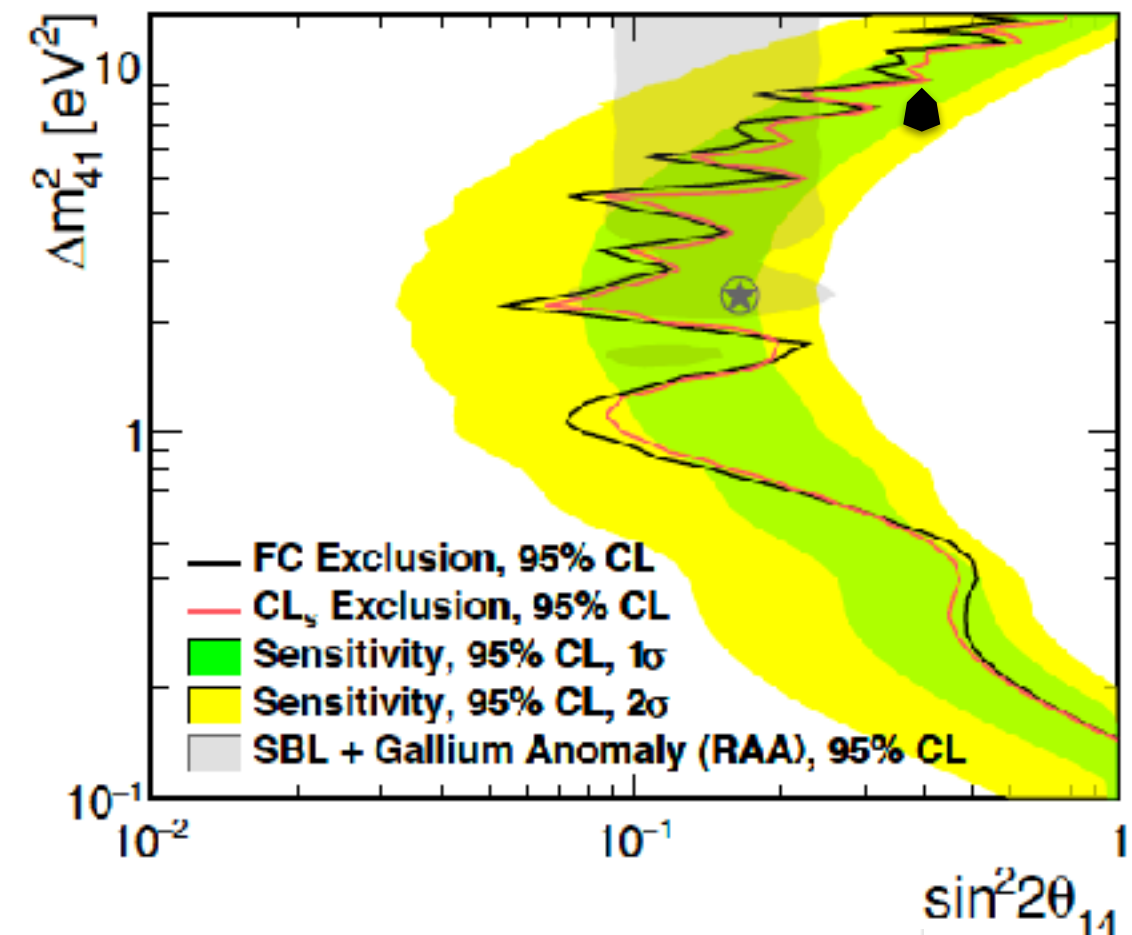 Δm²₄₁ [eV²]
10
1
10⁻¹
FC Exclusion, 95% CL
CLₛ Exclusion, 95% CL
Sensitivity, 95% CL, 1σ
Sensitivity, 95% CL, 2σ
SBL + Gallium Anomaly (RAA), 95% CL
10⁻² 10⁻¹ 1
sin²2θ₁₄